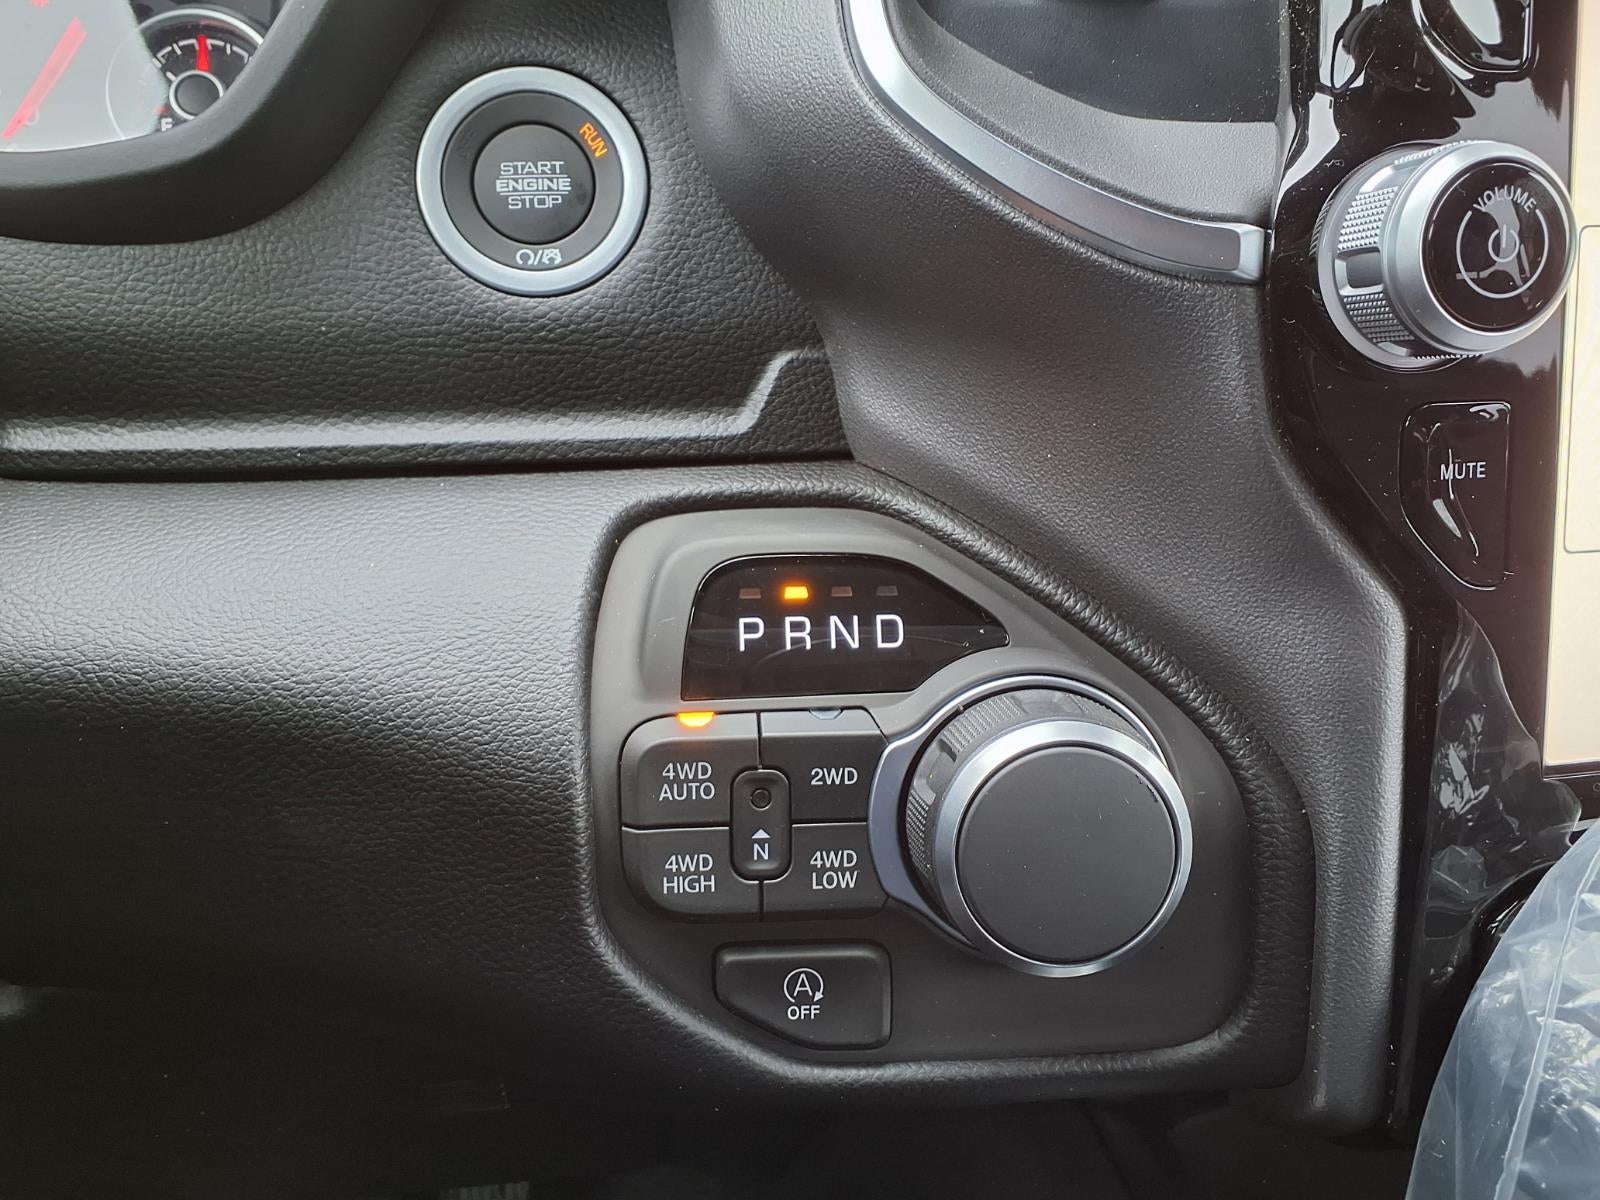 RUN
START
ENGINE
STOP
VOLUME
MUTE
P R N D
4WD
AUTO
2WD
N
4WD
HIGH
4WD
LOW
A
OFF